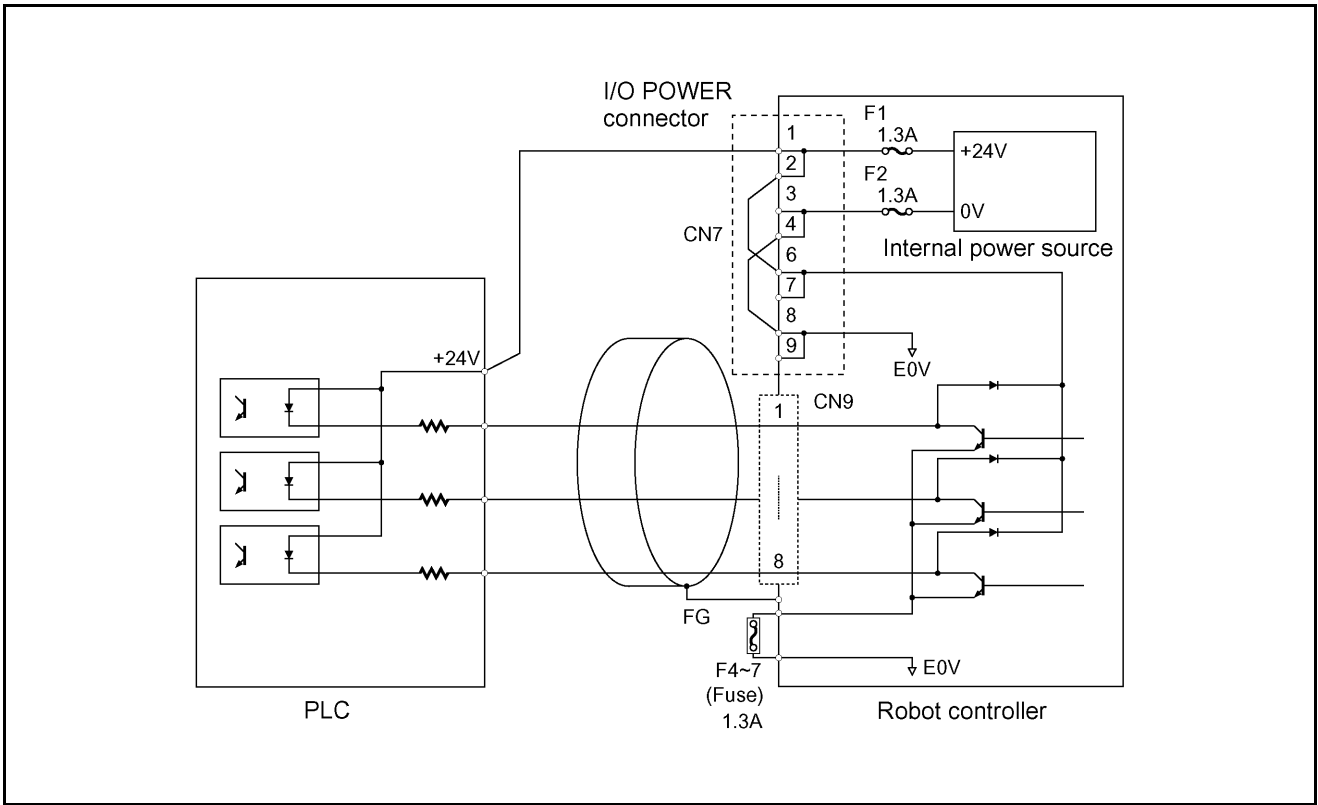 I/O POWER
connector
F1
1.3A
1
+24V
2
F2
3
1.3A
0V
4
CN7
Internal power source
6
7
8
9
E0V
+24V
CN9
1
8
FG
F4~7
(Fuse)
1.3A
E0V
PLC
Robot controller